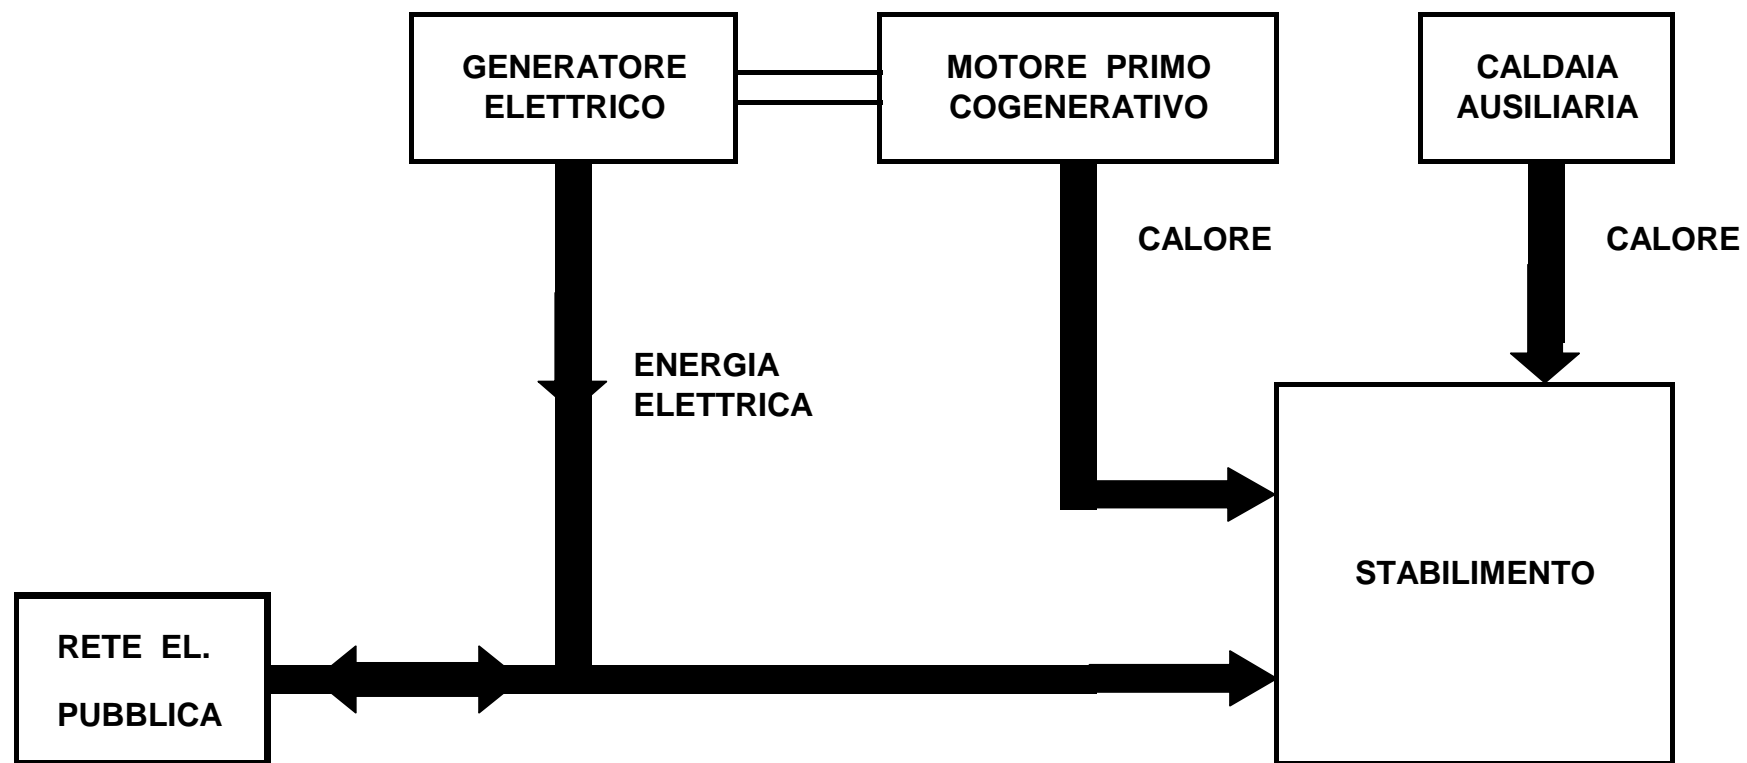 GENERATORE
ELETTRICO
MOTORE PRIMO
COGENERATIVO
CALDAIA
AUSILIARIA
CALORE
CALORE
ENERGIA
ELETTRICA
STABILIMENTO
RETE EL.
PUBBLICA